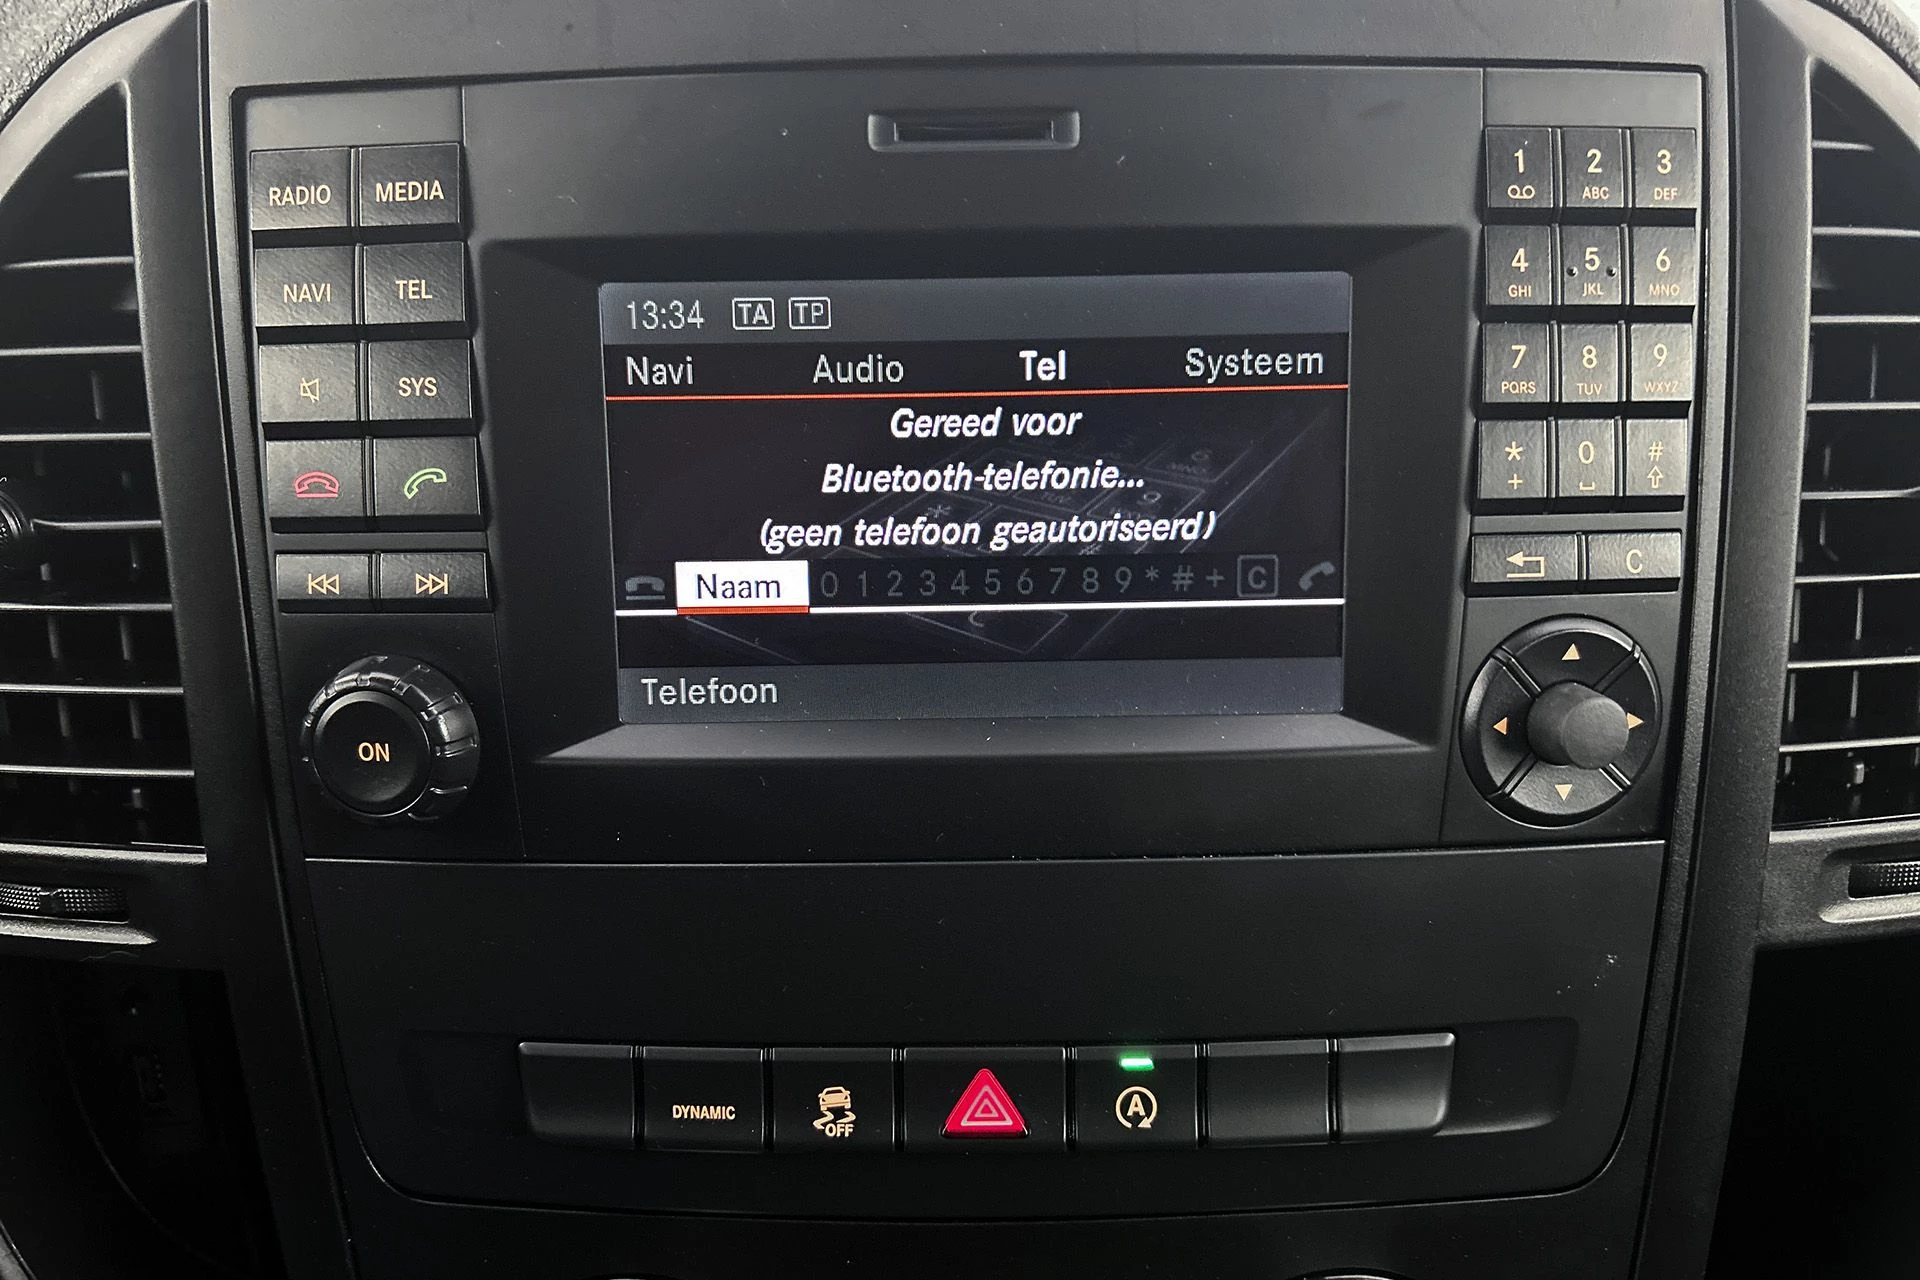 RADIO MEDIA
NAVI TEL
SYS
ON
13:34 TA TP
Navi Audio Tel Systeem
Gereed voor
Bluetooth-telefonie...
(geen telefoon geautoriseerd)
Naam 0 1 2 3 4 5 6 7 8 9 * # + C
Telefoon
1 2 3
ABC DEF
4 5 6
GHI JKL MNO
7 8 9
PQRS TUV WXYZ
* 0 #
+
C
DYNAMIC
OFF
A